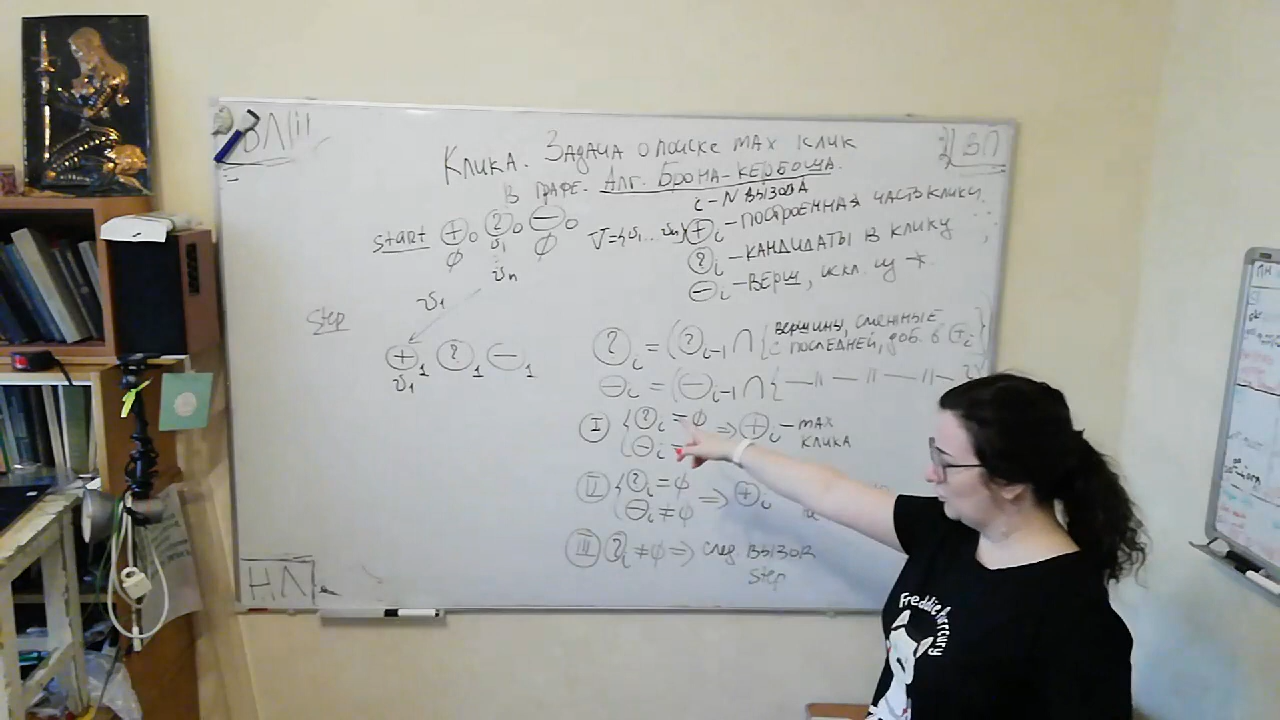 ВЛ
ВП
Клика. Задача о поиске max клик
в графе. Алг. Брона-Кербоша.
i - N вызова
start ⊕₀ ?₀ ⊖₀ V={v₁...vₙ}
∅ v₁ ∅
⋮
vₙ
⊕ᵢ - построенная часть клики
?ᵢ - кандидаты в клику
⊖ᵢ - верш, искл. из *
v₁
Step
⊕₁ ?₁ ⊖₁
v₁
?ᵢ = (?ᵢ₋₁ ∩ {вершины, смежные
с последней, доб. в ⊕ᵢ}
⊖ᵢ = (⊖ᵢ₋₁ ∩ { — 〃 — 〃 — 〃 —
I { ?ᵢ = ∅ ⇒ ⊕ᵢ - max
{ ⊖ᵢ = клика
II { ?ᵢ = ∅ ⇒ ⊕ᵢ
{ ⊖ᵢ ≠ ∅
III ?ᵢ ≠ ∅ ⇒ след. вызов
step
НЛ
Freddie Mercury